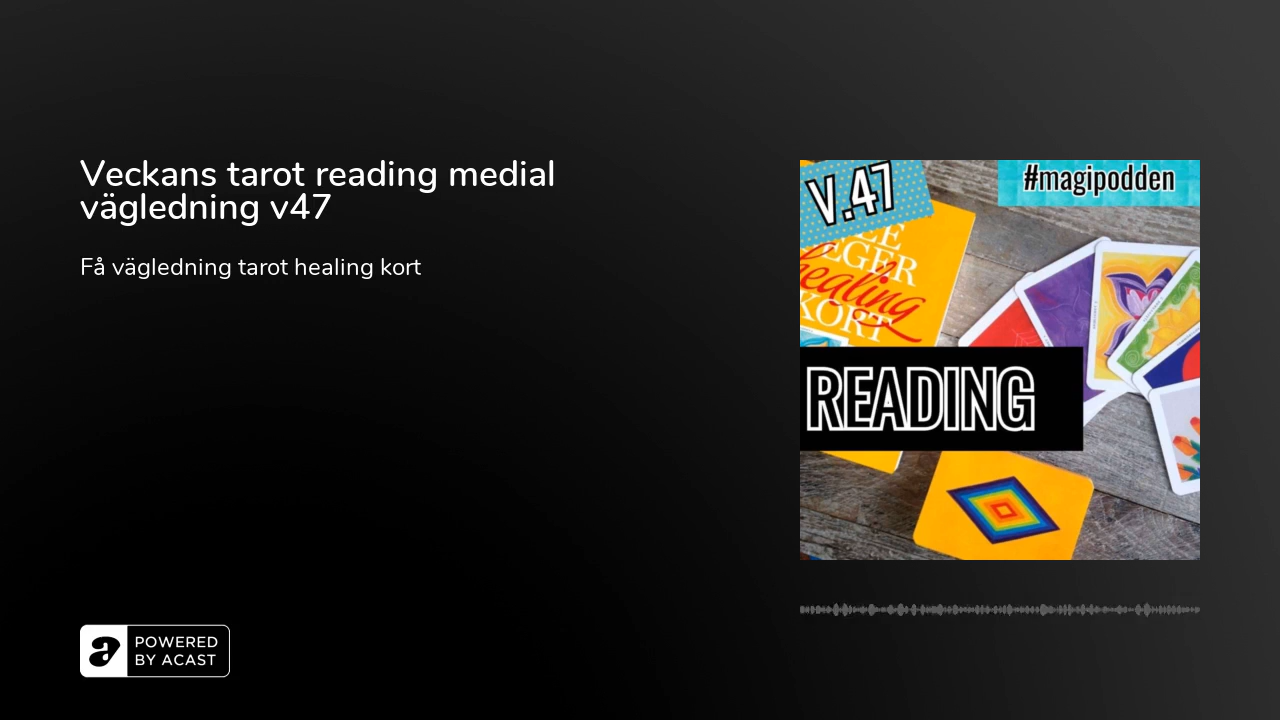 Veckans tarot reading medial
vägledning v47
Få vägledning tarot healing kort
V.47
#magipodden
EGER
healing
KORT
READING
POWERED
BY ACAST